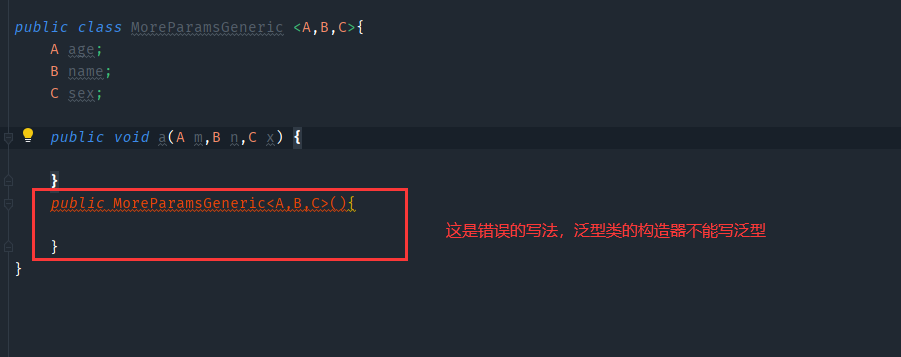 public class MoreParamsGeneric <A,B,C>{
A age;
B name;
C sex;
public void a(A m,B n,C x) {
}
public MoreParamsGeneric<A,B,C>(){
这是错误的写法，泛型类的构造器不能写泛型
}
}